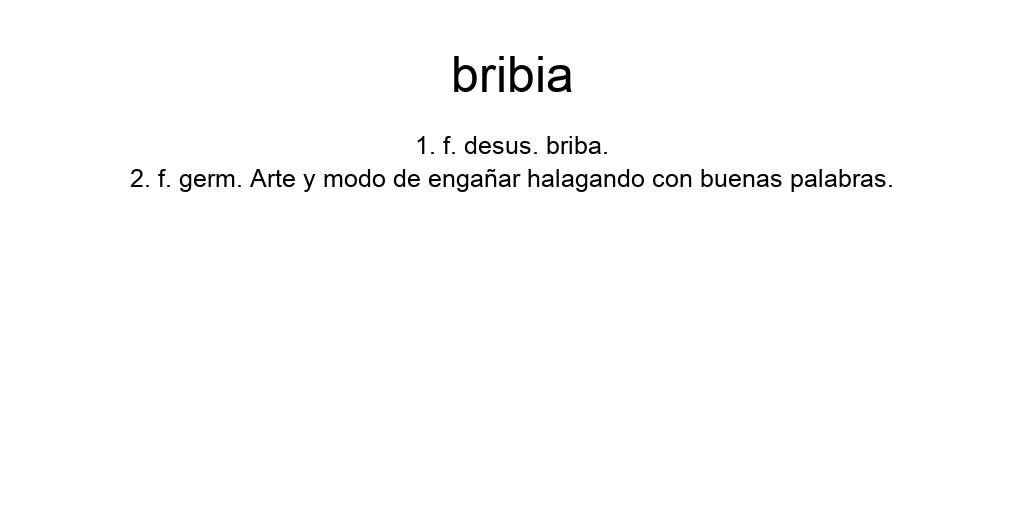 bribia
1. f. desus. briba.
2. f. germ. Arte y modo de engañar halagando con buenas palabras.